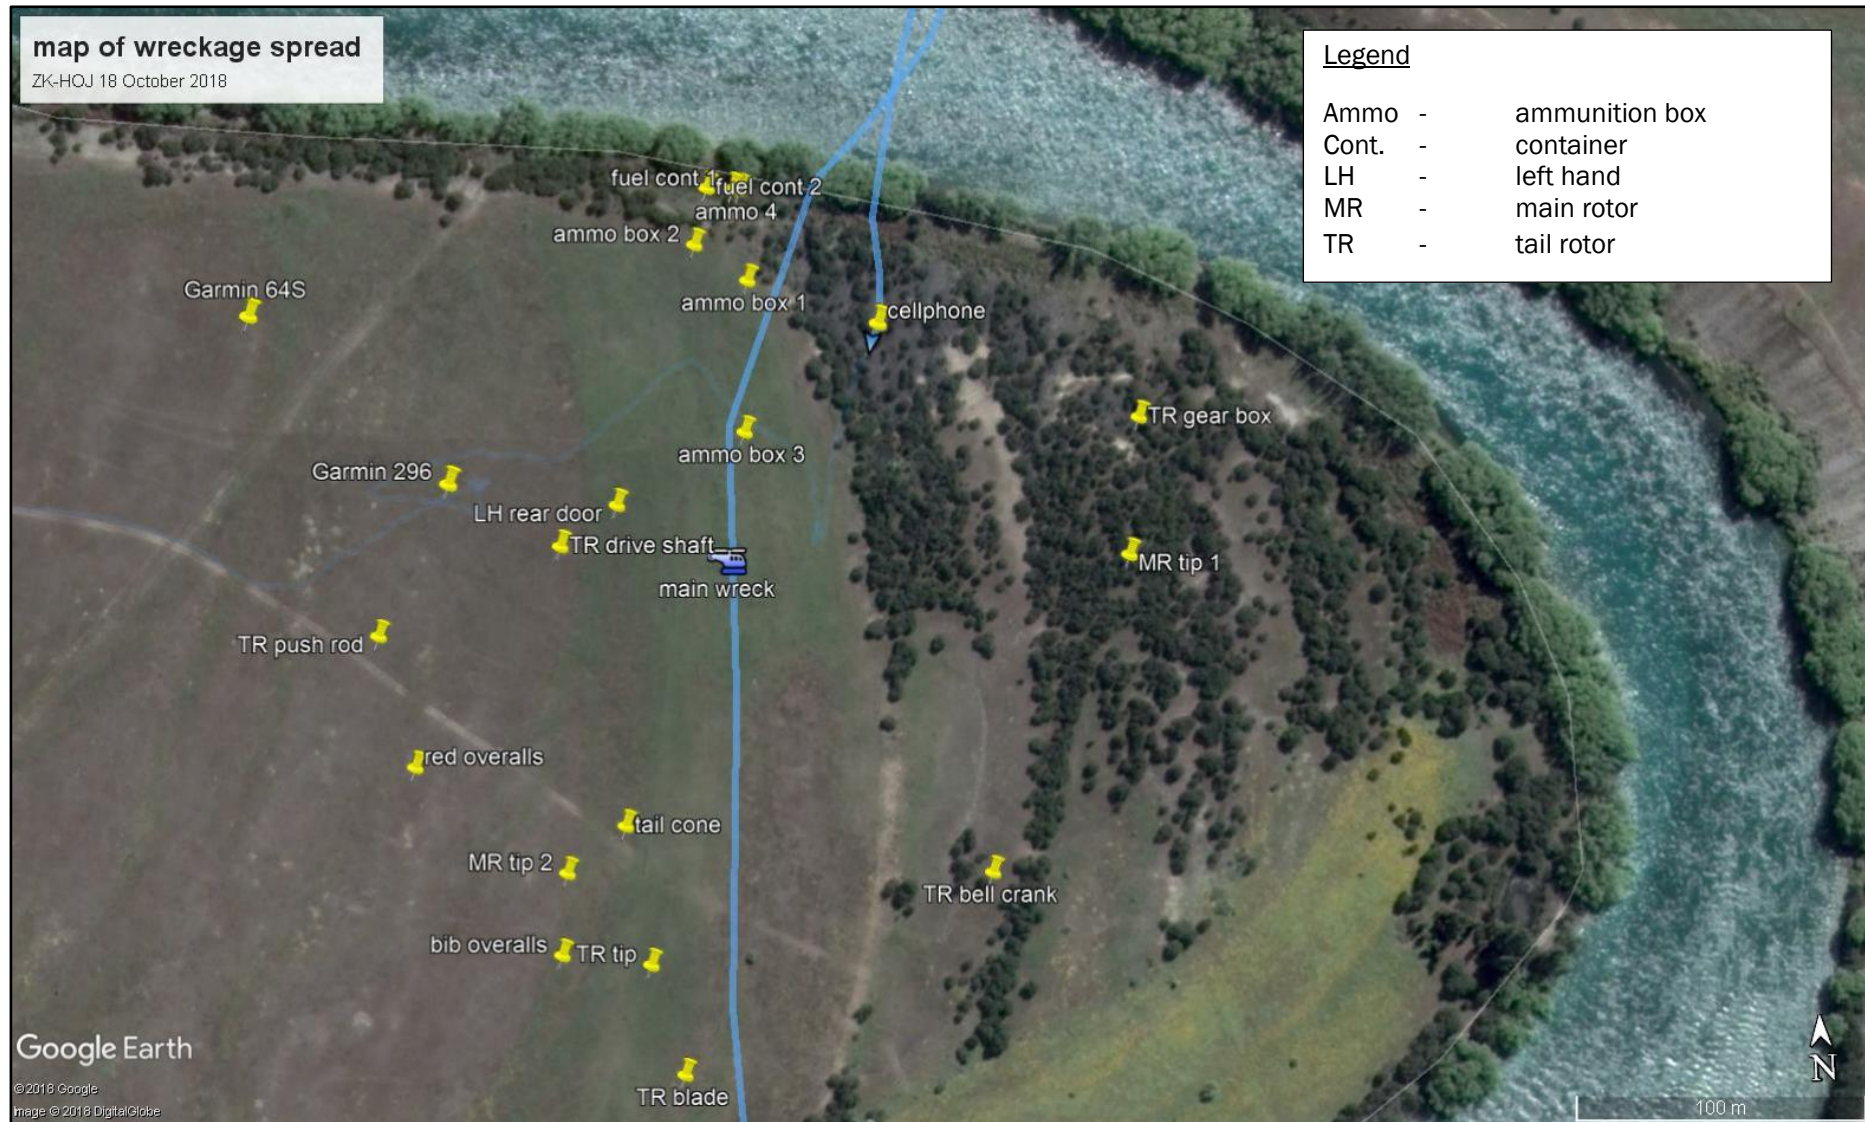 map of wreckage spread
ZK-HOJ 18 October 2018
Legend
Ammo - ammunition box
Cont. - container
LH - left hand
MR - main rotor
TR - tail rotor
fuel cont 1
fuel cont 2
ammo 4
ammo box 2
Garmin 64S
ammo box 1
cellphone
TR gear box
ammo box 3
Garmin 296
LH rear door
TR drive shaft
MR tip 1
main wreck
TR push rod
red overalls
tail cone
MR tip 2
TR bell crank
bib overalls
TR tip
TR blade
Google Earth
©2018 Google
Image © 2018 DigitalGlobe
N
100 m